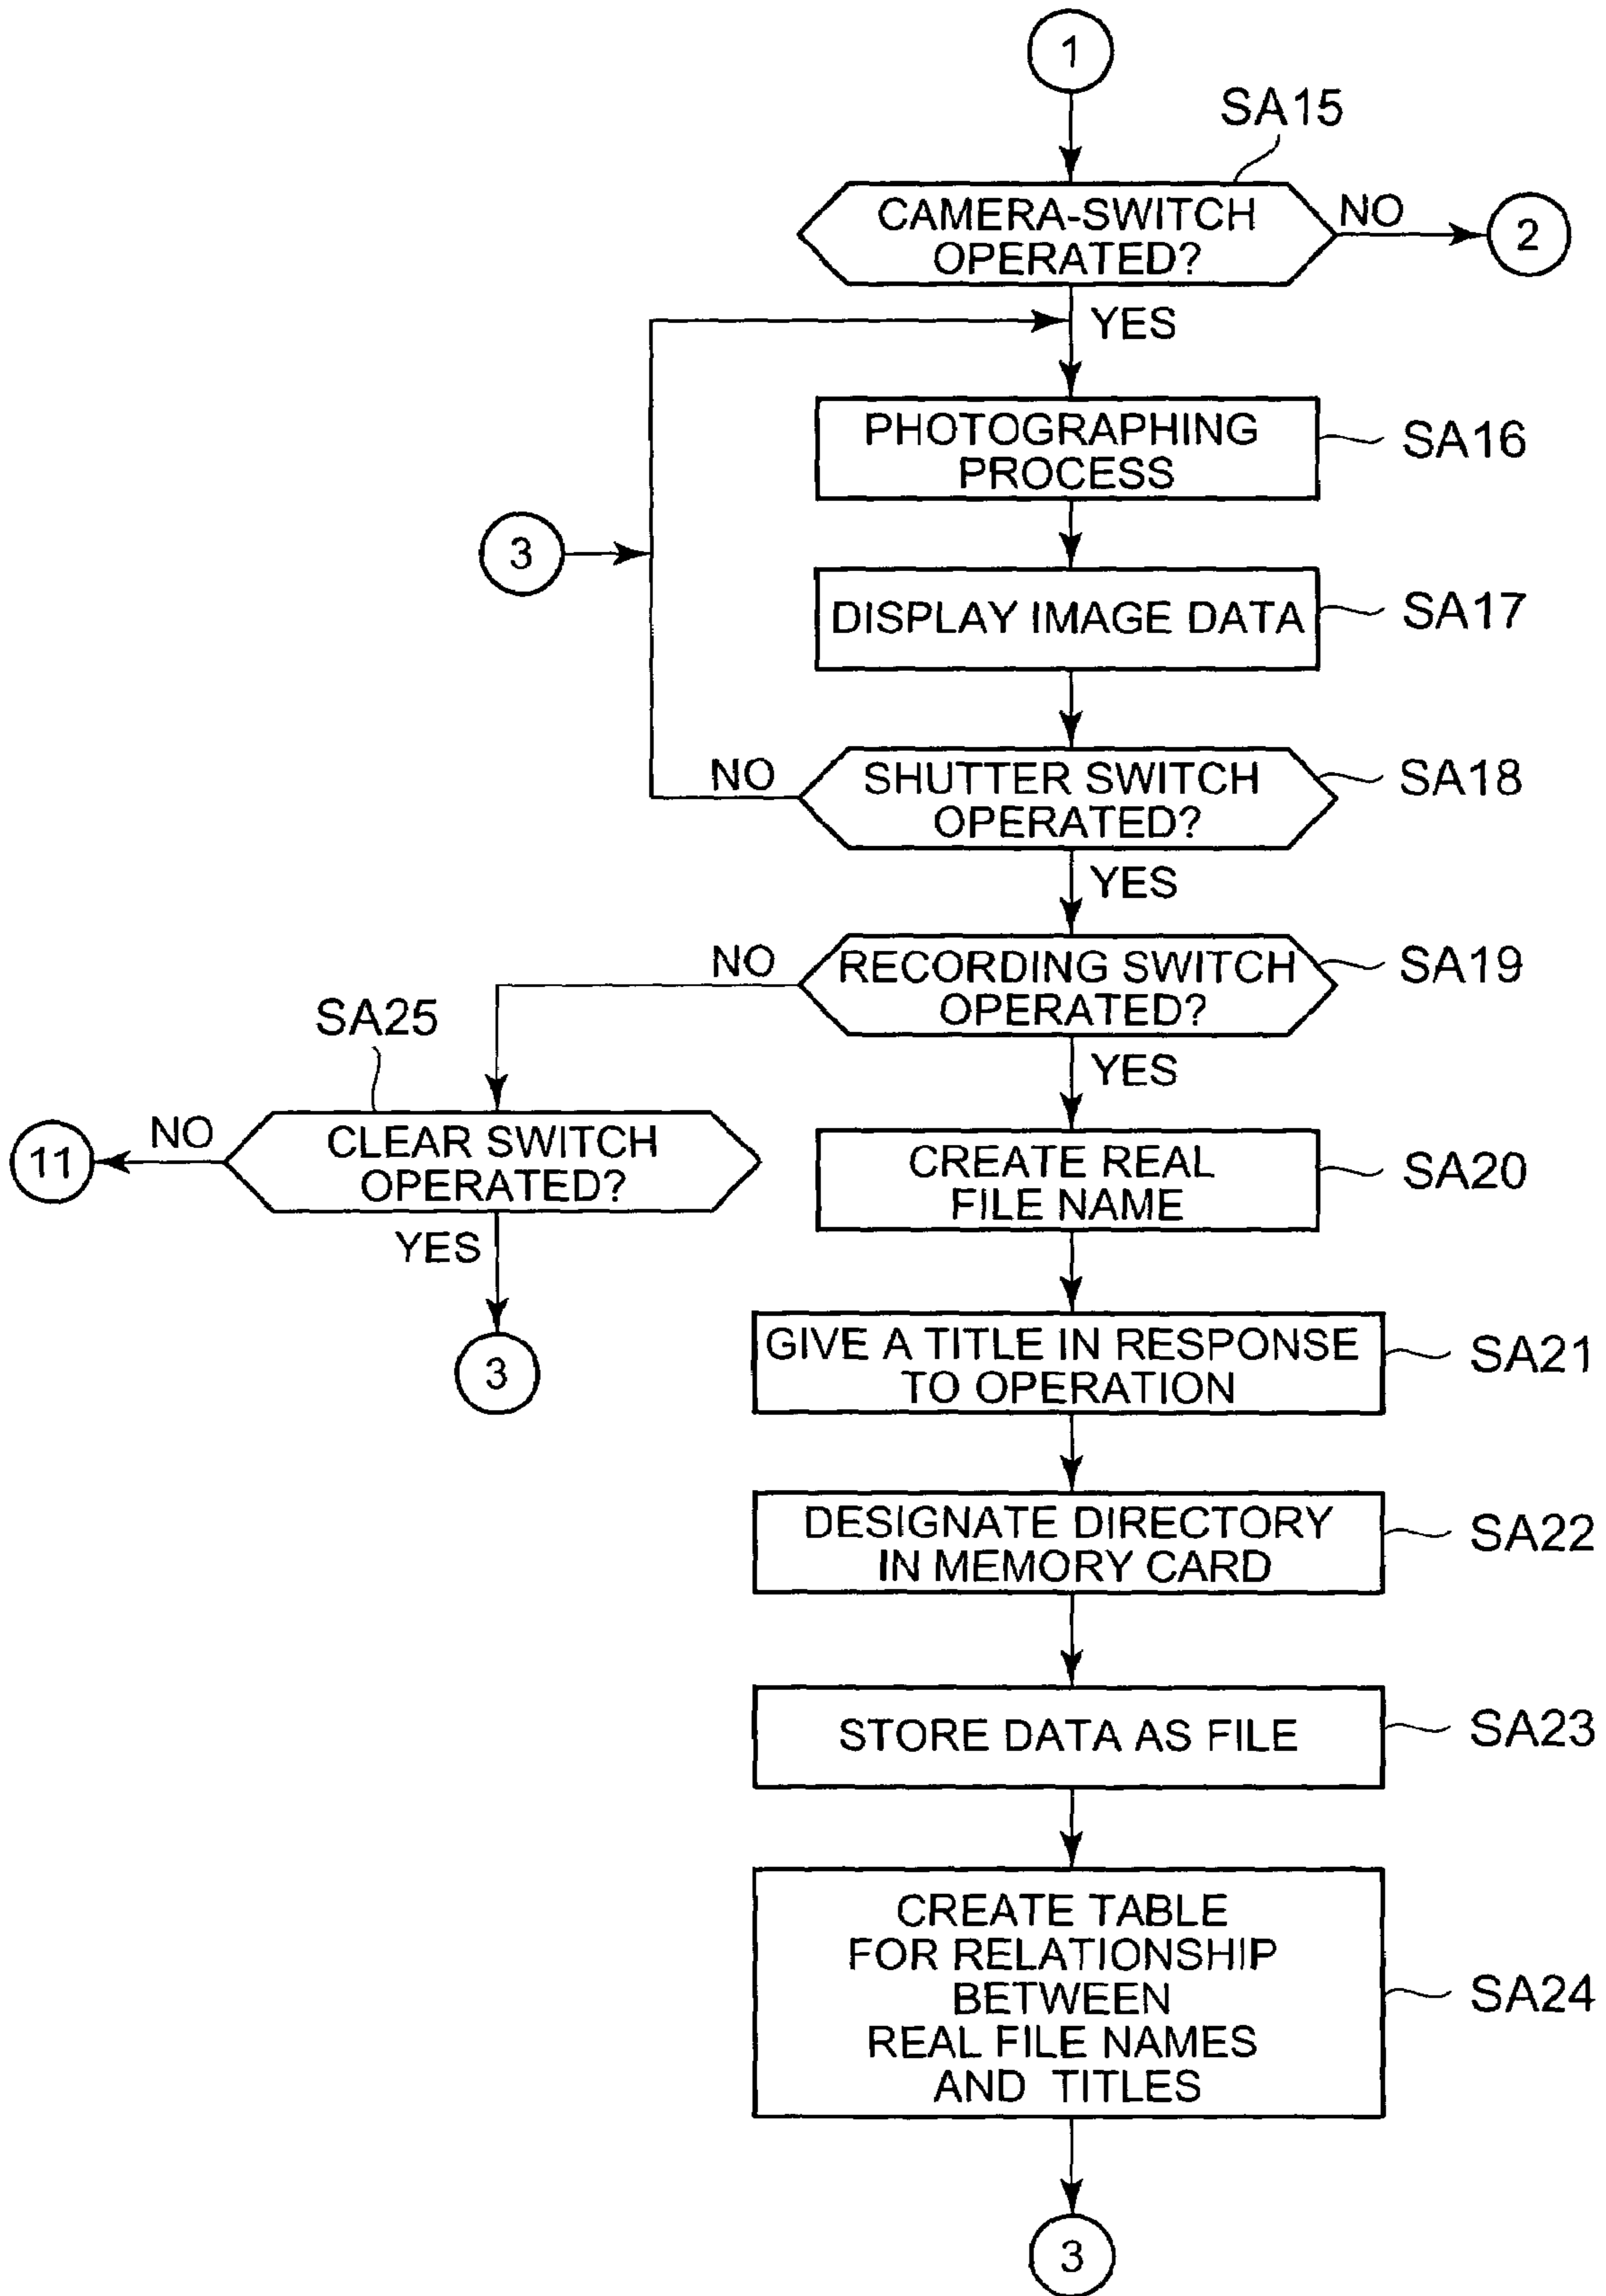 1
SA15
CAMERA-SWITCH
OPERATED?
NO
2
YES
PHOTOGRAPHING
PROCESS
SA16
3
DISPLAY IMAGE DATA
SA17
NO
SHUTTER SWITCH
OPERATED?
SA18
YES
NO
RECORDING SWITCH
OPERATED?
SA19
YES
SA25
11
NO
CLEAR SWITCH
OPERATED?
YES
3
CREATE REAL
FILE NAME
SA20
GIVE A TITLE IN RESPONSE
TO OPERATION
SA21
DESIGNATE DIRECTORY
IN MEMORY CARD
SA22
STORE DATA AS FILE
SA23
CREATE TABLE
FOR RELATIONSHIP
BETWEEN
REAL FILE NAMES
AND TITLES
SA24
3